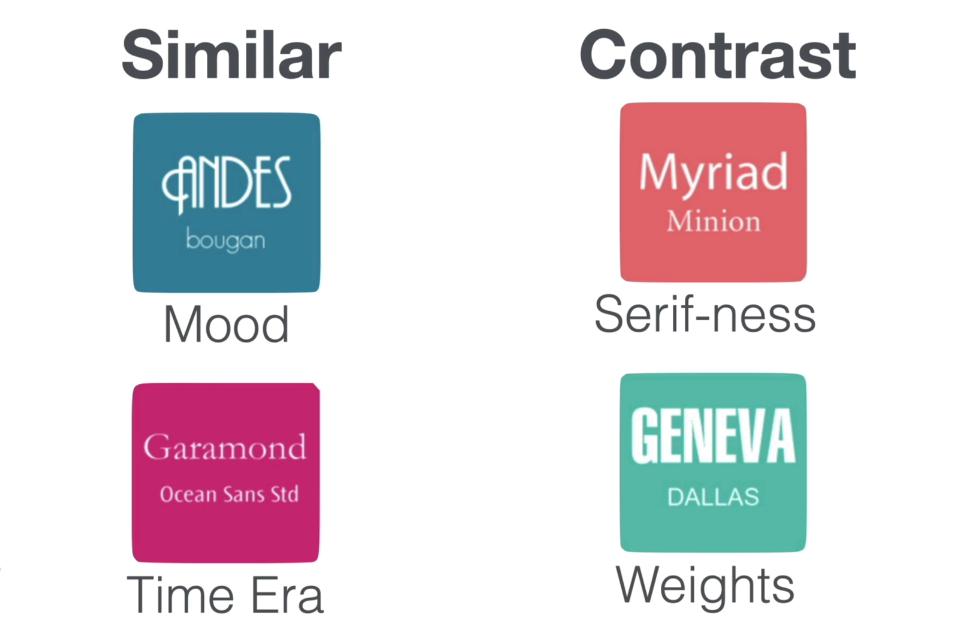 Similar
ANDES
bougan
Mood
Garamond
Ocean Sans Std
Time Era
Contrast
Myriad
Minion
Serif-ness
GENEVA
DALLAS
Weights